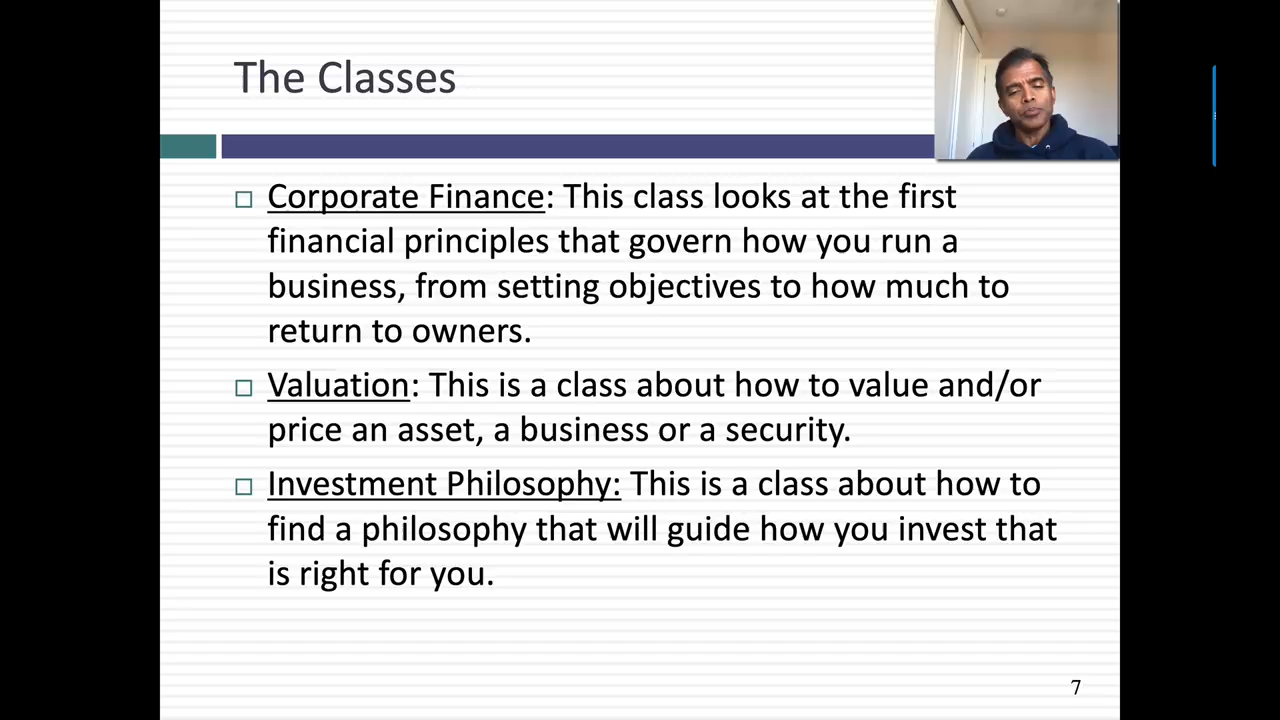 The Classes
Corporate Finance: This class looks at the first
financial principles that govern how you run a
business, from setting objectives to how much to
return to owners.
Valuation: This is a class about how to value and/or
price an asset, a business or a security.
Investment Philosophy: This is a class about how to
find a philosophy that will guide how you invest that
is right for you.
7